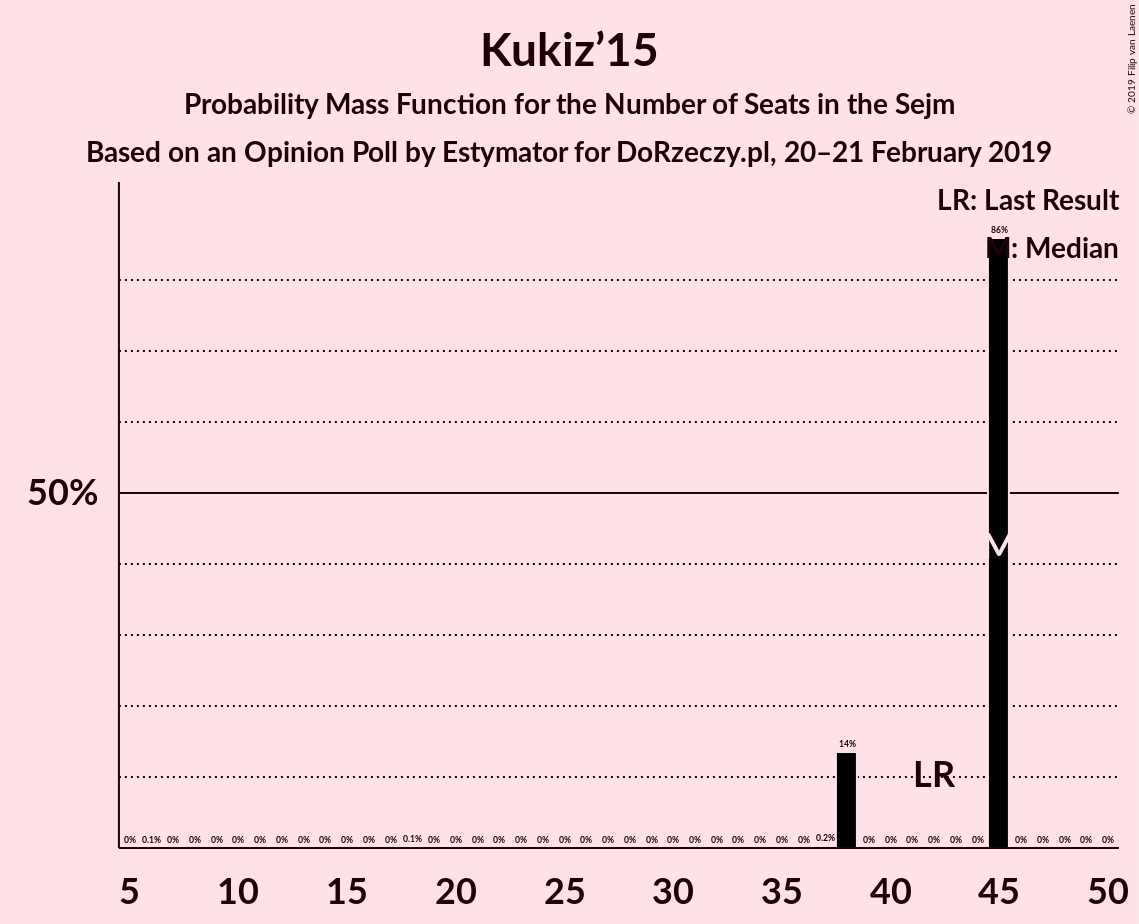 Kukiz’15
Probability Mass Function for the Number of Seats in the Sejm
Based on an Opinion Poll by Estymator for DoRzeczy.pl, 20–21 February 2019
© 2019 Filip van Laenen
LR: Last Result
M: Median
86%
50%
14%
LR
0% 0.1% 0% 0% 0% 0% 0% 0% 0% 0% 0% 0% 0% 0.1% 0% 0% 0% 0% 0% 0% 0% 0% 0% 0% 0% 0% 0% 0% 0% 0% 0% 0% 0.2% 0% 0% 0% 0% 0% 0% 0% 0% 0% 0% 0%
5 10 15 20 25 30 35 40 45 50